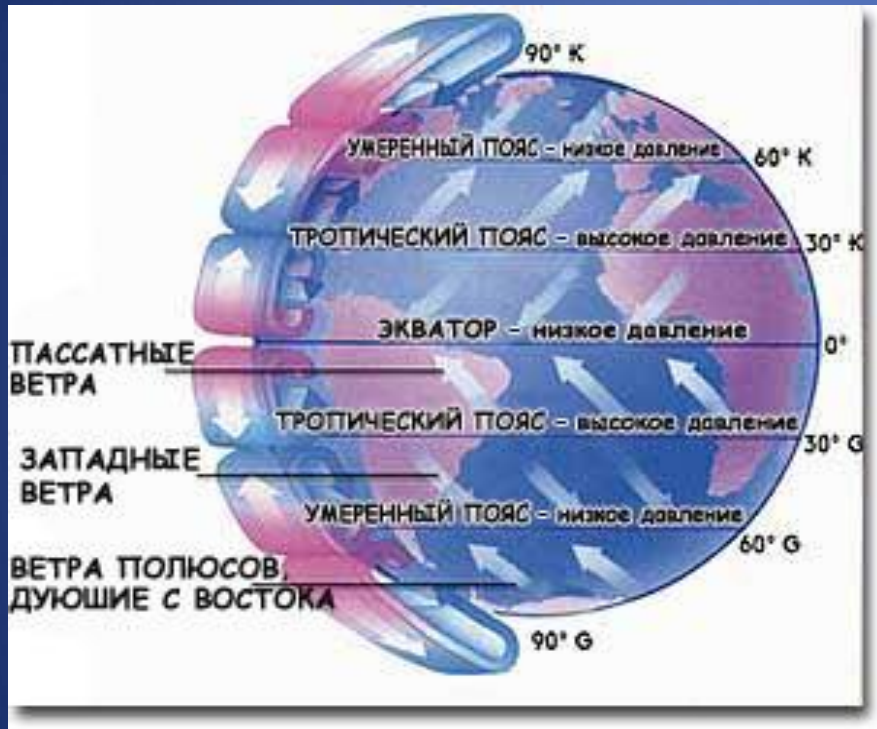 90° K
УМЕРЕННЫЙ ПОЯС – низкое давление
60° K
ТРОПИЧЕСКИЙ ПОЯС – высокое давление
30° K
ЭКВАТОР – низкое давление
0°
ПАССАТНЫЕ
ВЕТРА
ТРОПИЧЕСКИЙ ПОЯС – высокое давление
30° G
ЗАПАДНЫЕ
ВЕТРА
УМЕРЕННЫЙ ПОЯС – низкое давление
60° G
ВЕТРА ПОЛЮСОВ,
ДУЮШИЕ С ВОСТОКА
90° G